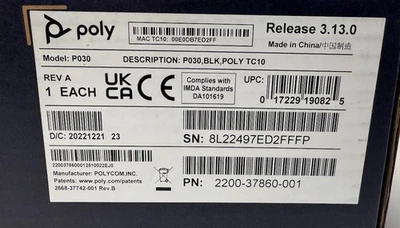 poly
MAC TC10: 00E0DB7ED2FF
Release 3.13.0
Made in China/中国制造
Model: P030
DESCRIPTION: P030,BLK,POLY TC10
REV A
1 EACH
UK CA CE
Complies with
IMDA Standards
DA101619
UPC:
0 17229 19082 5
D/C: 20221221 23
SN: 8L22497ED2FFFP
Manufacturer: POLYCOM,INC.
Patents: www.poly.com/patents
2668-37742-001 Rev.B
PN: 2200-37860-001